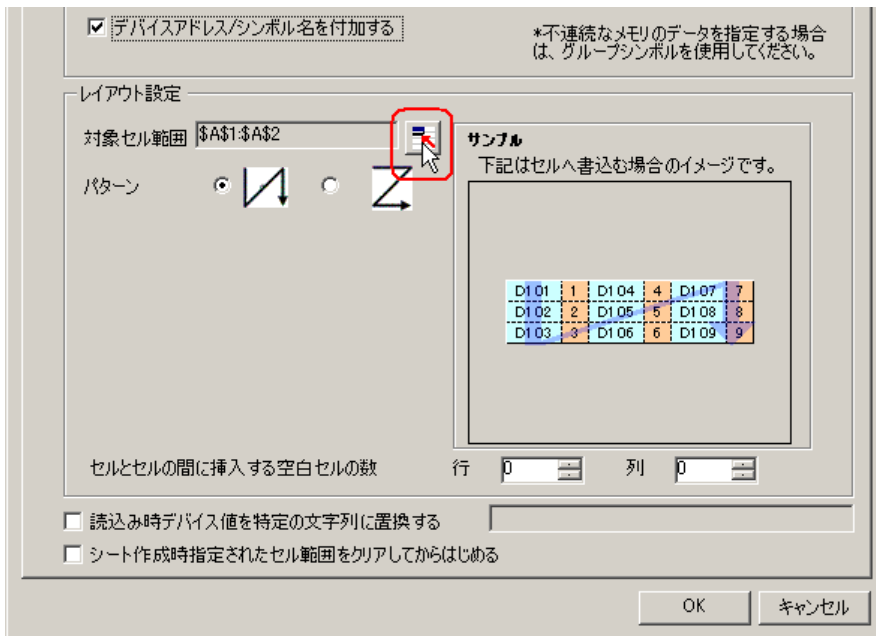 デバイスアドレス/シンボル名を付加する
*不連続なメモリのデータを指定する場合
は、グループシンボルを使用してください。
レイアウト設定
対象セル範囲 $A$1:$A$2
パターン
サンプル
下記はセルへ書込む場合のイメージです。
D101 1 D104 4 D107 7
D102 2 D105 5 D108 8
D103 3 D106 6 D109 9
セルとセルの間に挿入する空白セルの数 行 0 列 0
読込み時デバイス値を特定の文字列に置換する
シート作成時指定されたセル範囲をクリアしてからはじめる
OK キャンセル